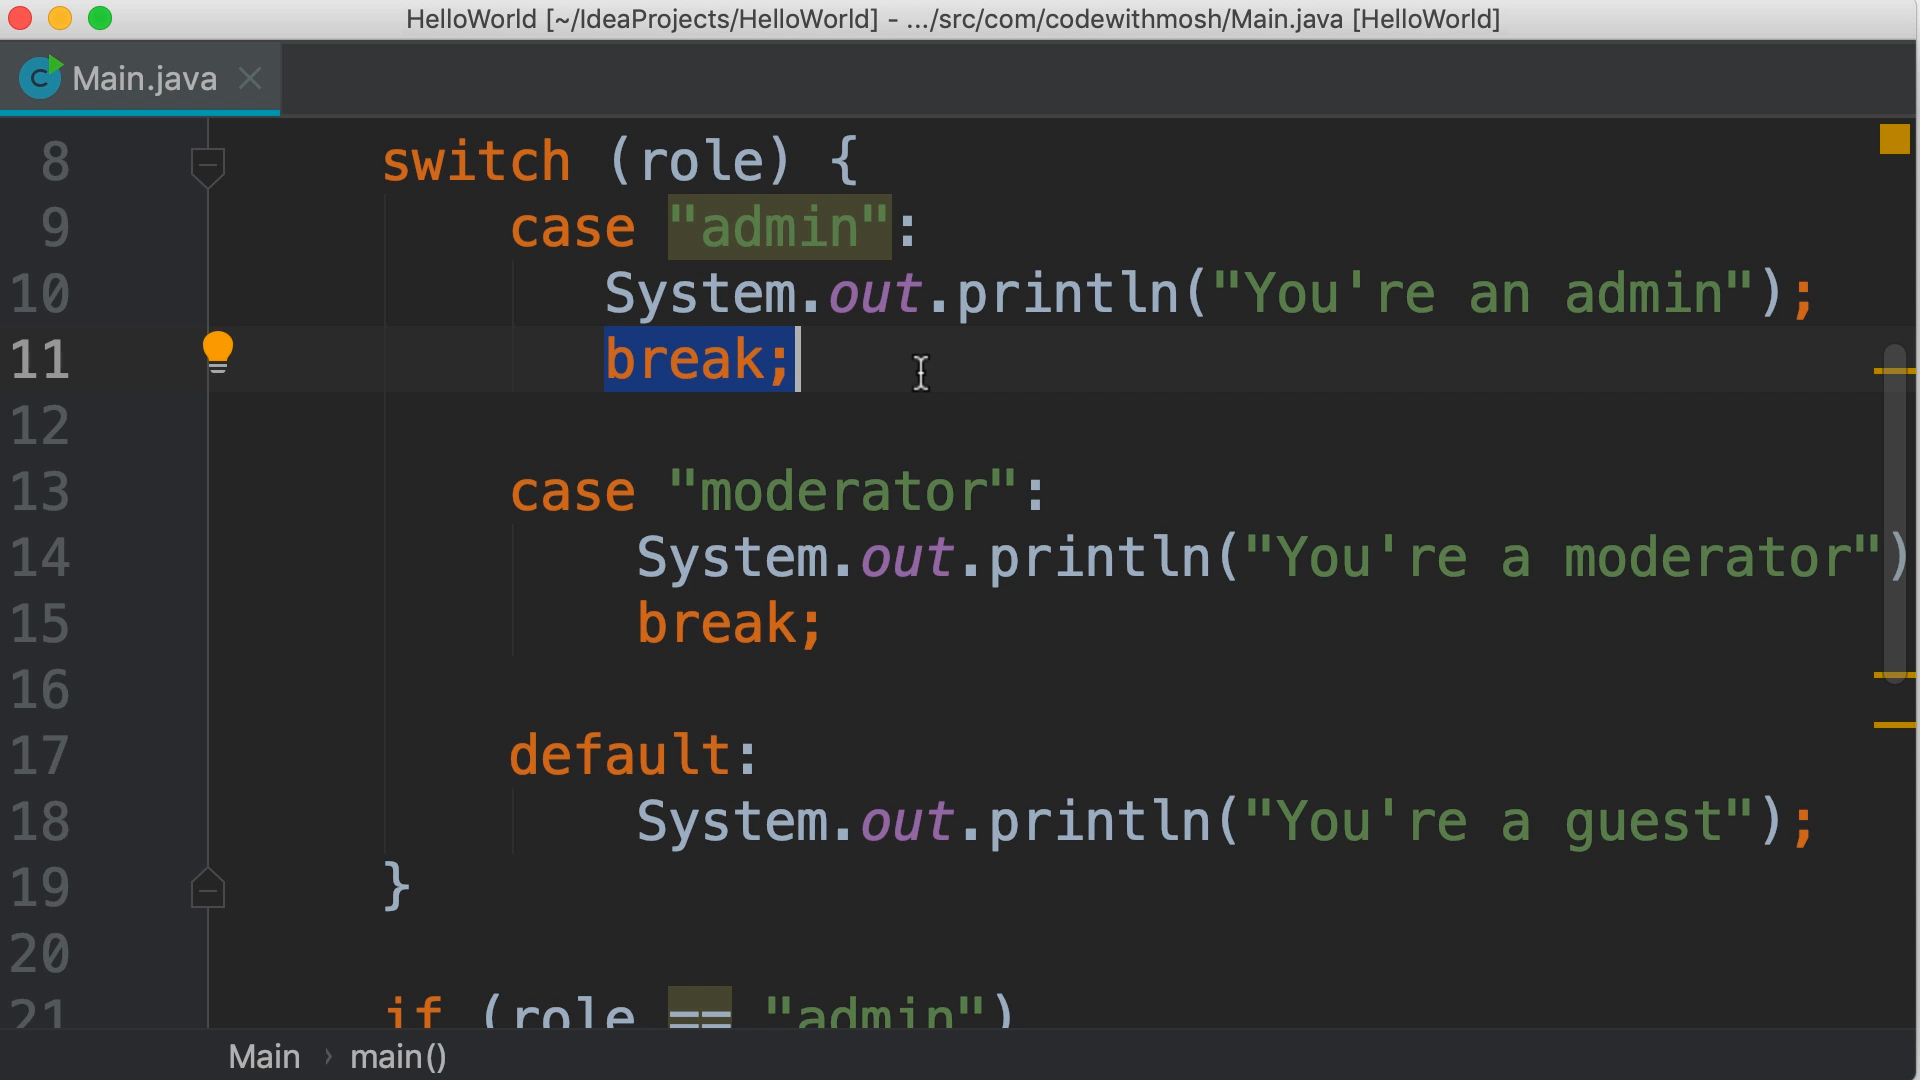 HelloWorld [~/IdeaProjects/HelloWorld] - .../src/com/codewithmosh/Main.java [HelloWorld]
C Main.java
8 switch (role) {
9 case "admin":
10 System.out.println("You're an admin");
11 break;
12
13 case "moderator":
14 System.out.println("You're a moderator")
15 break;
16
17 default:
18 System.out.println("You're a guest");
19 }
20
21 if (role == "admin")
Main › main()